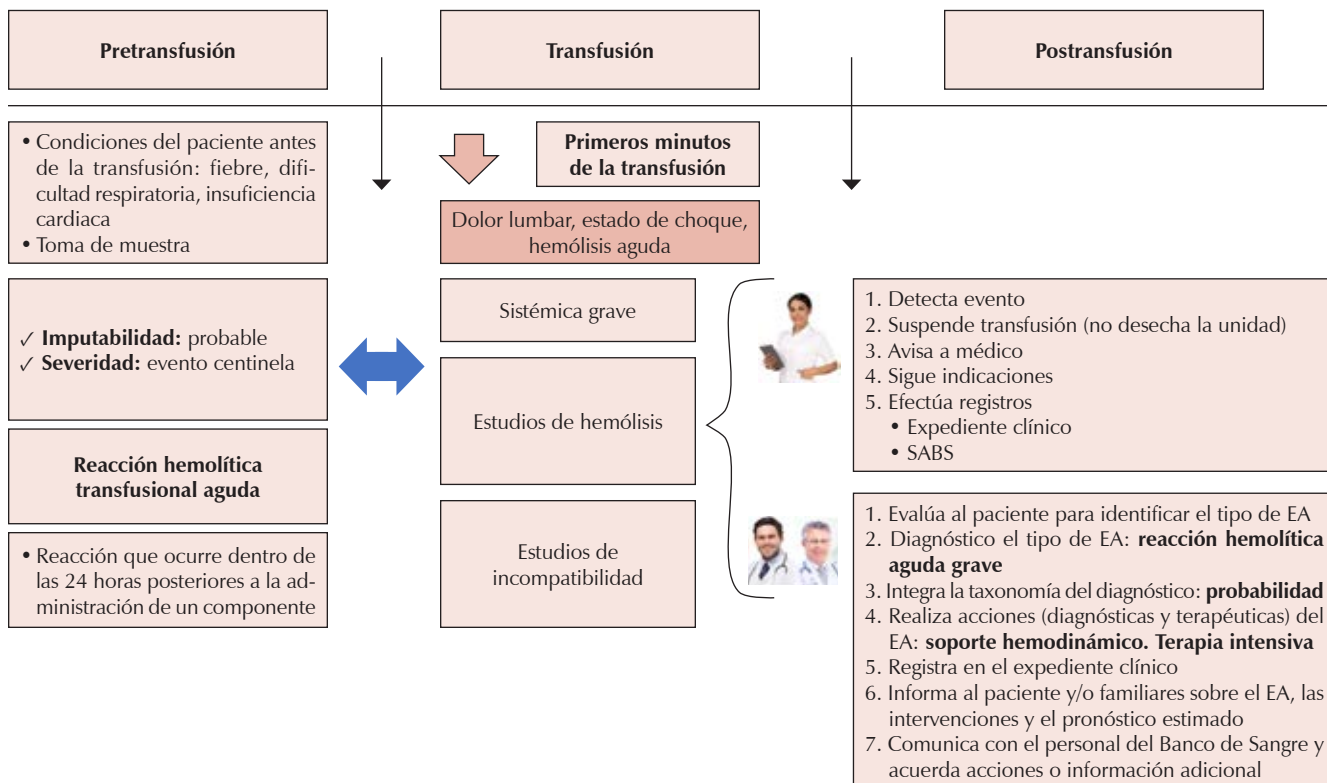 Pretransfusión
Transfusión
Postransfusión
• Condiciones del paciente antes
de la transfusión: fiebre, difi-
cultad respiratoria, insuficiencia
cardiaca
• Toma de muestra
Primeros minutos
de la transfusión
Dolor lumbar, estado de choque,
hemólisis aguda
✓ Imputabilidad: probable
✓ Severidad: evento centinela
Reacción hemolítica
transfusional aguda
• Reacción que ocurre dentro de
las 24 horas posteriores a la ad-
ministración de un componente
Sistémica grave
Estudios de hemólisis
Estudios de
incompatibilidad
1. Detecta evento
2. Suspende transfusión (no desecha la unidad)
3. Avisa a médico
4. Sigue indicaciones
5. Efectúa registros
• Expediente clínico
• SABS
1. Evalúa al paciente para identificar el tipo de EA
2. Diagnóstico el tipo de EA: reacción hemolítica
aguda grave
3. Integra la taxonomía del diagnóstico: probabilidad
4. Realiza acciones (diagnósticas y terapéuticas) del
EA: soporte hemodinámico. Terapia intensiva
5. Registra en el expediente clínico
6. Informa al paciente y/o familiares sobre el EA, las
intervenciones y el pronóstico estimado
7. Comunica con el personal del Banco de Sangre y
acuerda acciones o información adicional